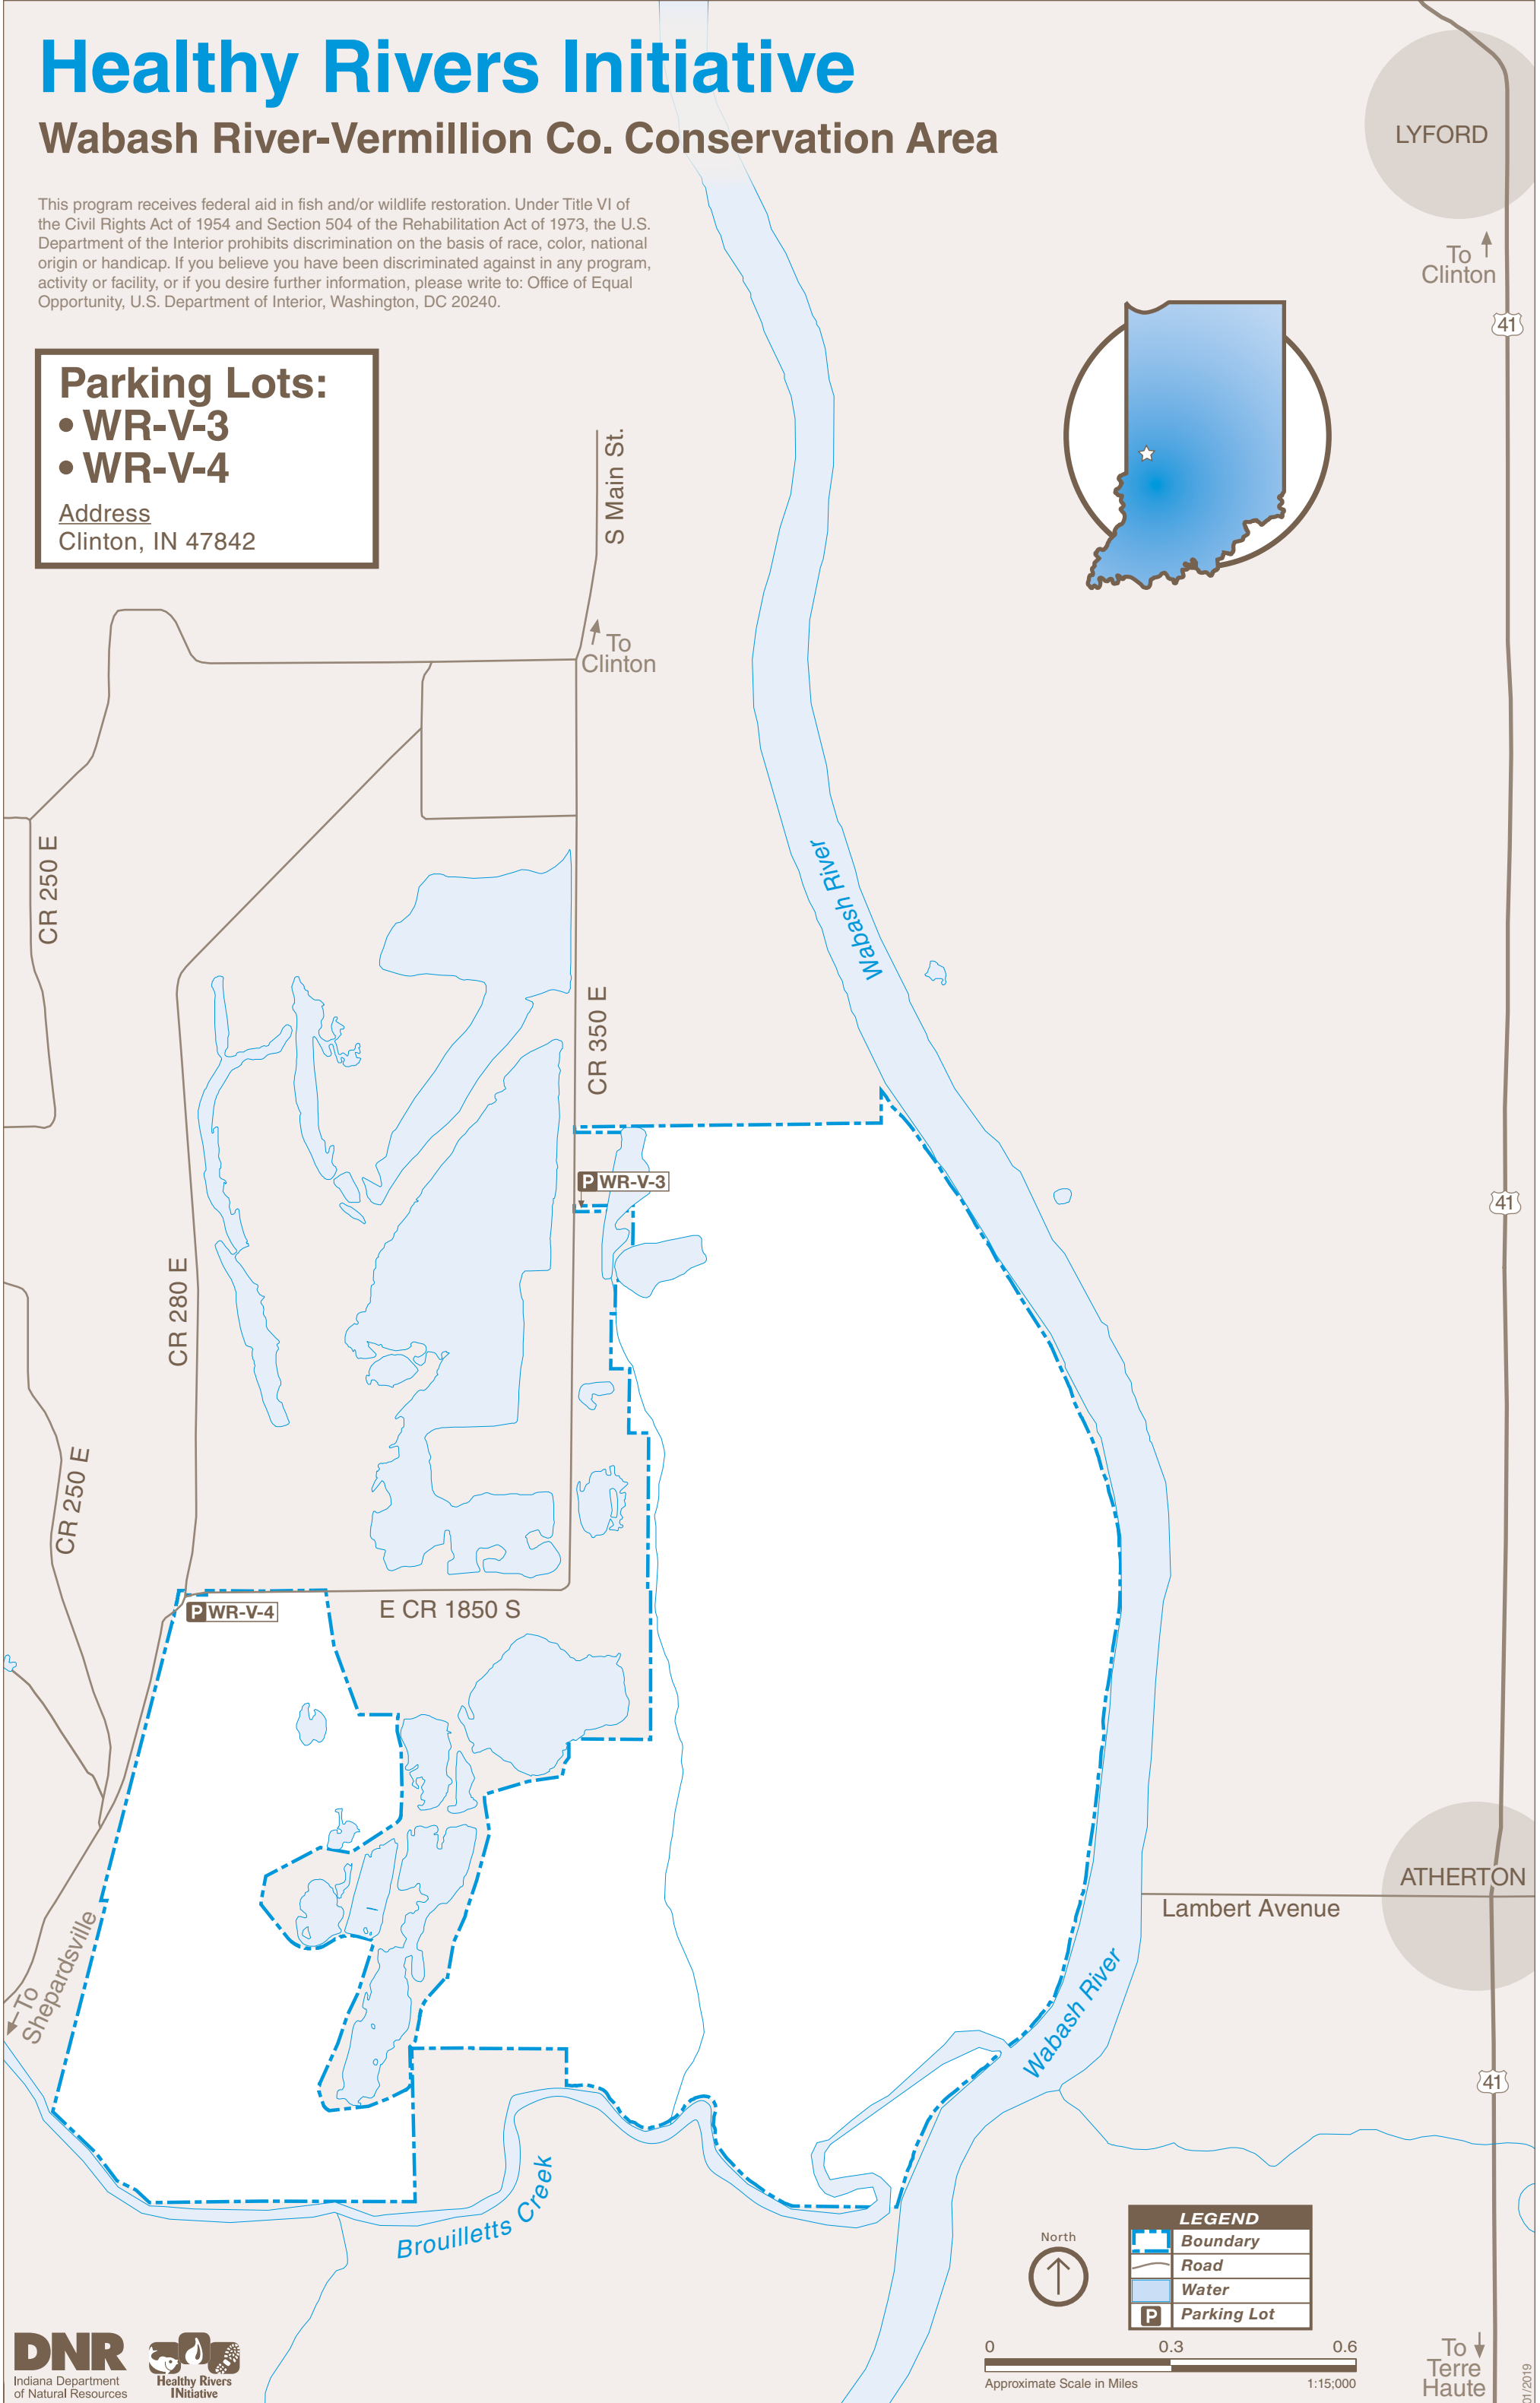 Healthy Rivers Initiative
Wabash River-Vermillion Co. Conservation Area
This program receives federal aid in fish and/or wildlife restoration. Under Title VI of
the Civil Rights Act of 1954 and Section 504 of the Rehabilitation Act of 1973, the U.S.
Department of the Interior prohibits discrimination on the basis of race, color, national
origin or handicap. If you believe you have been discriminated against in any program,
activity or facility, or if you desire further information, please write to: Office of Equal
Opportunity, U.S. Department of Interior, Washington, DC 20240.
LYFORD
To
Clinton
41
Parking Lots:
• WR-V-3
• WR-V-4
Address
Clinton, IN 47842
S Main St.
To
Clinton
CR 250 E
Wabash River
CR 350 E
P WR-V-3
41
CR 280 E
CR 250 E
P WR-V-4
E CR 1850 S
ATHERTON
Lambert Avenue
To
Shepardsville
Wabash River
41
Brouilletts Creek
North
LEGEND
Boundary
Road
Water
P Parking Lot
0 0.3 0.6
Approximate Scale in Miles 1:15;000
To
Terre
Haute
DNR
Indiana Department
of Natural Resources
Healthy Rivers
INitiative